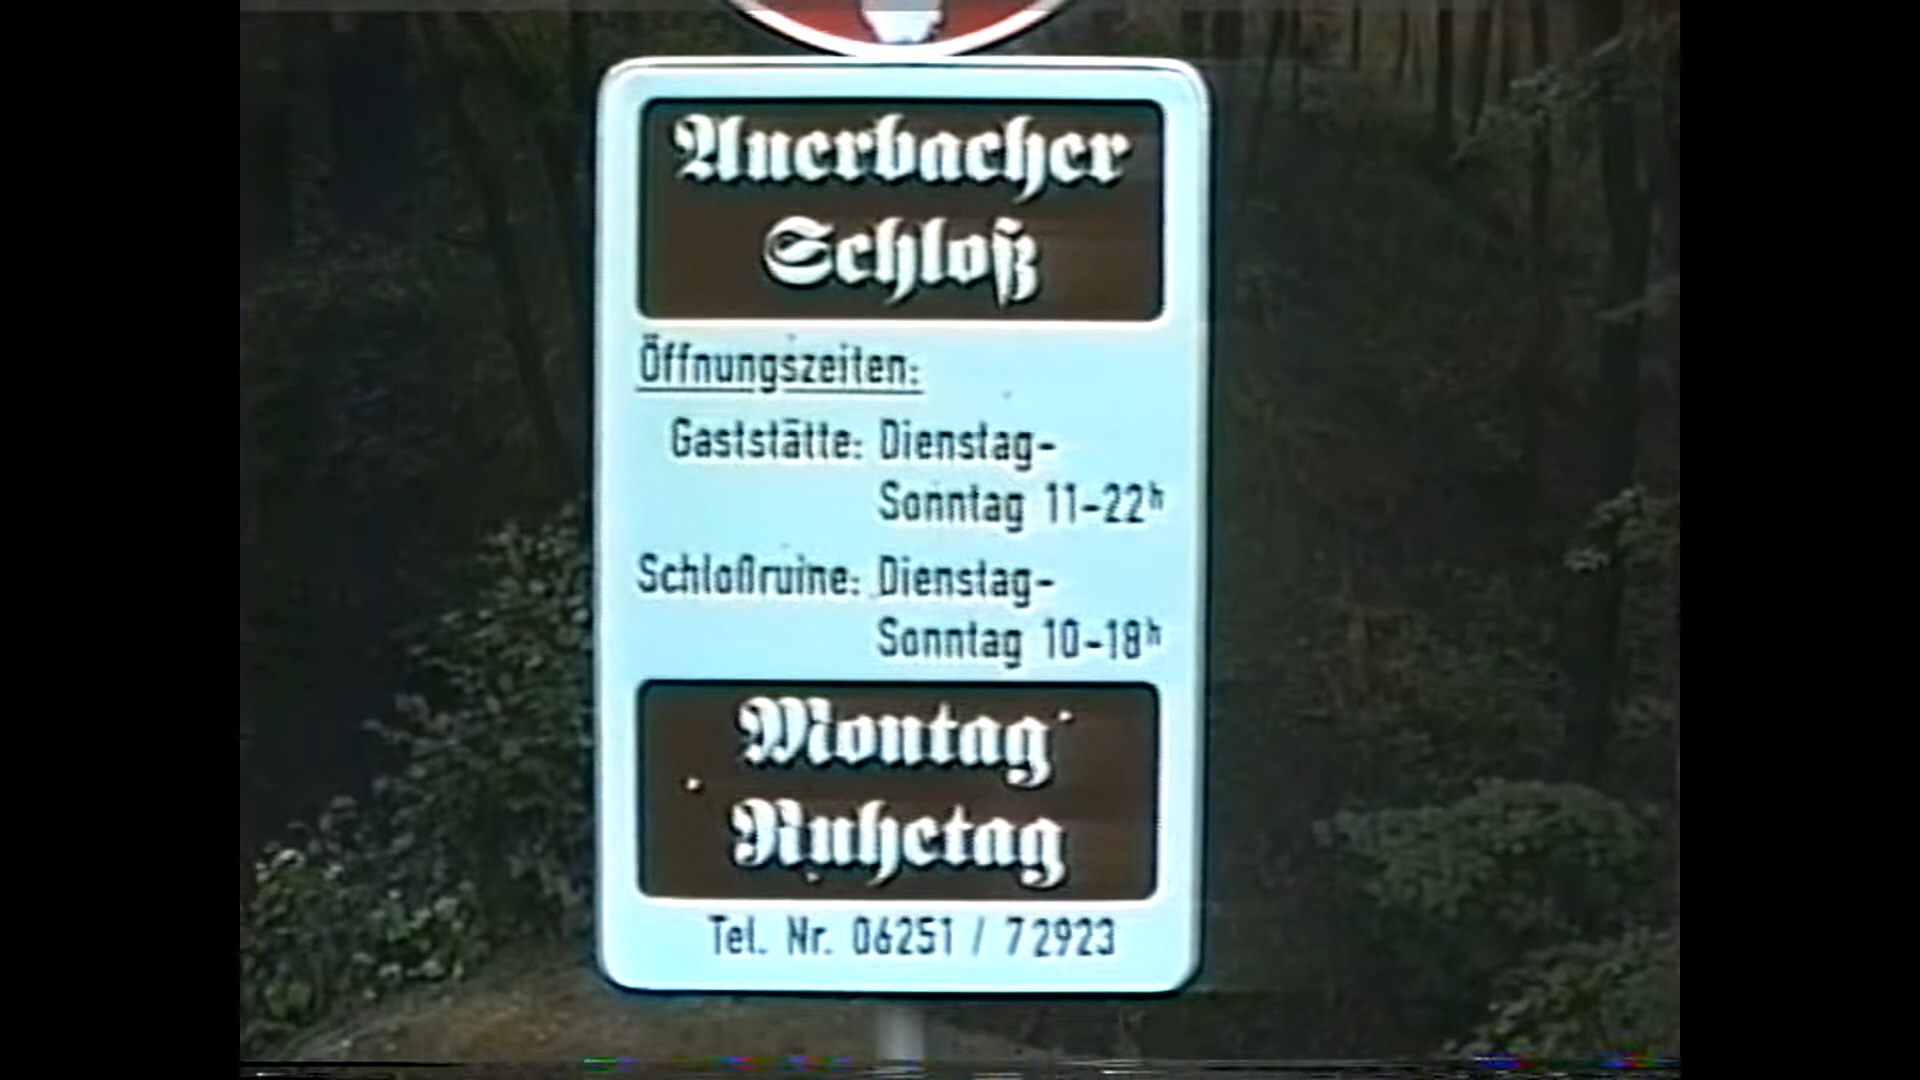 Auerbacher
Schloß
Öffnungszeiten:
Gaststätte: Dienstag-
Sonntag 11-22ʰ
Schloßruine: Dienstag-
Sonntag 10-18ʰ
Montag
Ruhetag
Tel. Nr. 06251 / 72923